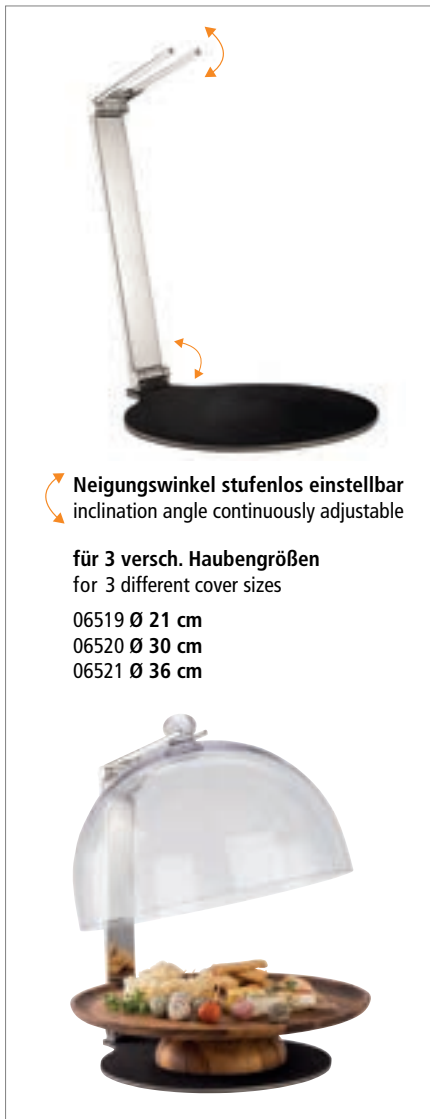 Neigungswinkel stufenlos einstellbar
inclination angle continuously adjustable
für 3 versch. Haubengrößen
for 3 different cover sizes
06519 Ø 21 cm
06520 Ø 30 cm
06521 Ø 36 cm